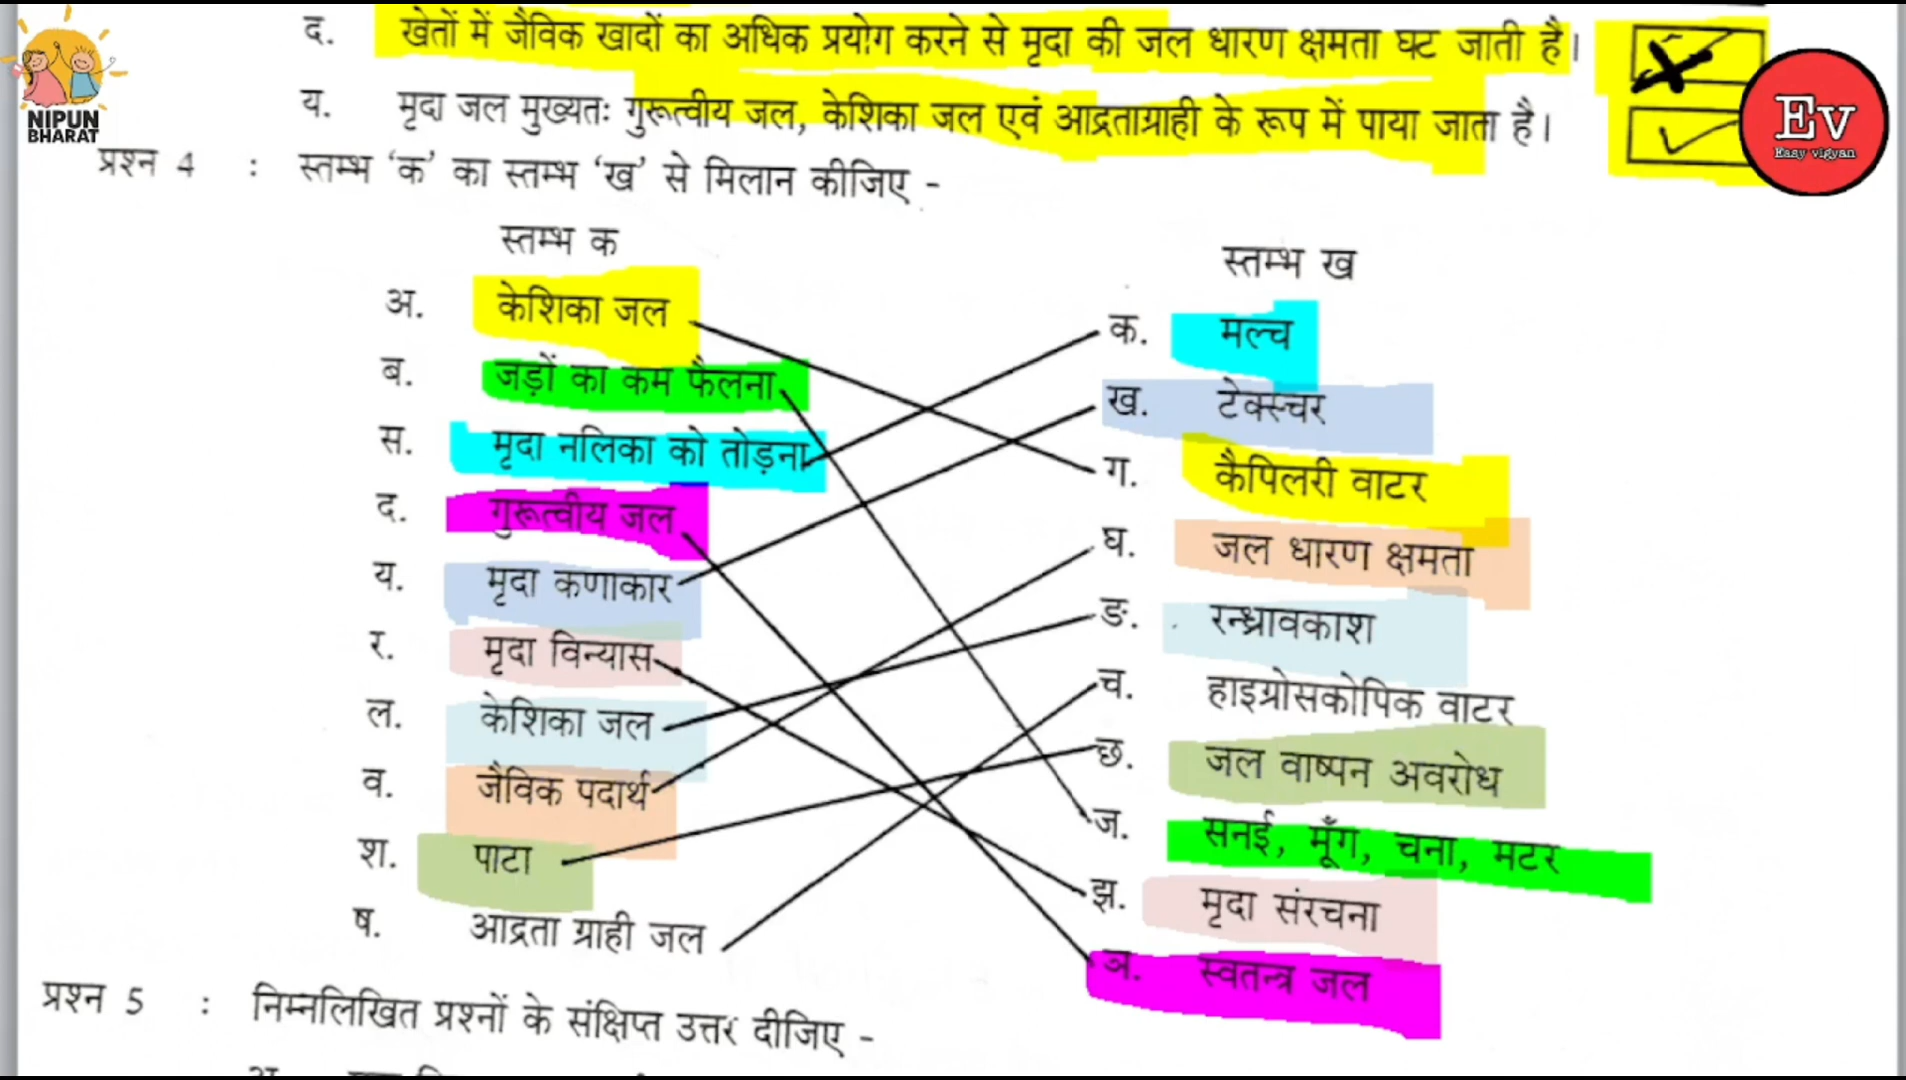 द. खेतों में जैविक खादों का अधिक प्रयोग करने से मृदा की जल धारण क्षमता घट जाती है।
NIPUN
BHARAT
य. मृदा जल मुख्यतः गुरूत्वीय जल, केशिका जल एवं आद्रताग्राही के रूप में पाया जाता है।
Ev
Easy vigyan
प्रश्न 4 : स्तम्भ ‘क’ का स्तम्भ ‘ख’ से मिलान कीजिए -
स्तम्भ क स्तम्भ ख
अ. केशिका जल क. मल्च
ब. जड़ों का कम फैलना ख. टेक्स्चर
स. मृदा नलिका को तोड़ना ग. कैपिलरी वाटर
द. गुरूत्वीय जल घ. जल धारण क्षमता
य. मृदा कणाकार ङ. रन्ध्रावकाश
र. मृदा विन्यास च. हाइग्रोसकोपिक वाटर
ल. केशिका जल छ. जल वाष्पन अवरोध
व. जैविक पदार्थ ज. सनई, मूँग, चना, मटर
श. पाटा झ. मृदा संरचना
ष. आद्रता ग्राही जल ञ. स्वतन्त्र जल
प्रश्न 5 : निम्नलिखित प्रश्नों के संक्षिप्त उत्तर दीजिए -